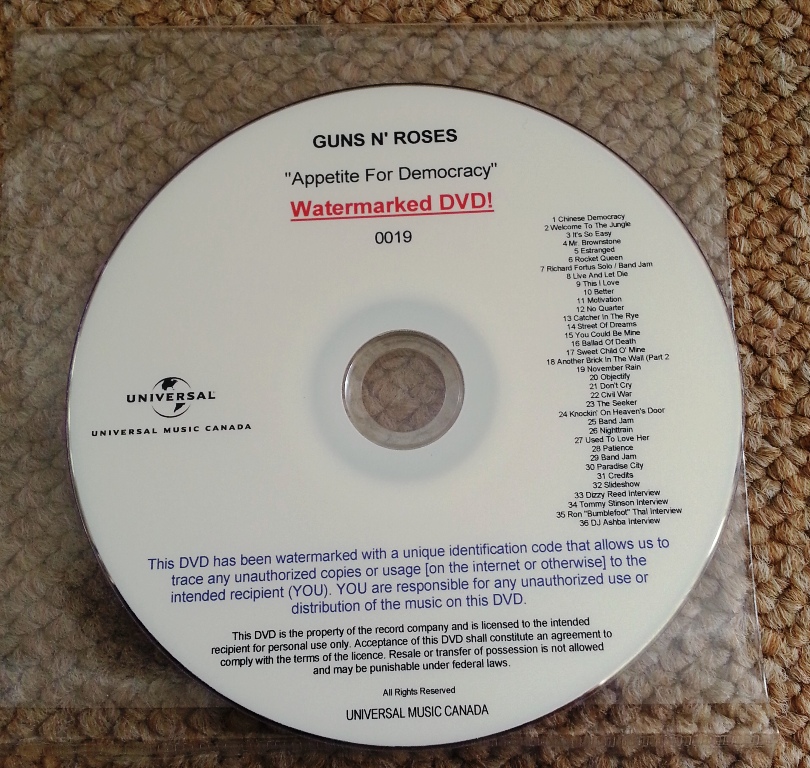 GUNS N' ROSES
"Appetite For Democracy"
Watermarked DVD!
0019
1 Chinese Democracy
2 Welcome To The Jungle
3 It's So Easy
4 Mr. Brownstone
5 Estranged
6 Rocket Queen
7 Richard Fortus Solo / Band Jam
8 Live And Let Die
9 This I Love
10 Better
11 Motivation
12 No Quarter
13 Catcher In The Rye
14 Street Of Dreams
15 You Could Be Mine
16 Ballad Of Death
17 Sweet Child O' Mine
18 Another Brick In The Wall (Part 2
19 November Rain
20 Objectify
21 Don't Cry
22 Civil War
23 The Seeker
24 Knockin' On Heaven's Door
25 Band Jam
26 Nighttrain
27 Used To Love Her
28 Patience
29 Band Jam
30 Paradise City
31 Credits
32 Slideshow
33 Dizzy Reed Interview
34 Tommy Stinson Interview
35 Ron "Bumblefoot" Thal Interview
36 DJ Ashba Interview
UNIVERSAL
UNIVERSAL MUSIC CANADA
This DVD has been watermarked with a unique identification code that allows us to
trace any unauthorized copies or usage [on the internet or otherwise] to the
intended recipient (YOU). YOU are responsible for any unauthorized use or
distribution of the music on this DVD.
This DVD is the property of the record company and is licensed to the intended
recipient for personal use only. Acceptance of this DVD shall constitute an agreement to
comply with the terms of the licence. Resale or transfer of possession is not allowed
and may be punishable under federal laws.
All Rights Reserved
UNIVERSAL MUSIC CANADA